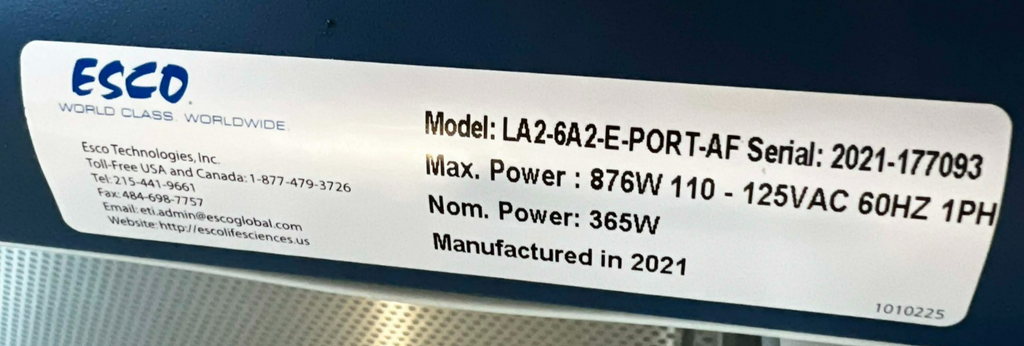 ESCO
WORLD CLASS. WORLDWIDE.
Esco Technologies, Inc.
Toll-Free USA and Canada: 1-877-479-3726
Tel: 215-441-9661
Fax: 484-698-7757
Email: eti.admin@escoglobal.com
Website: http://escolifesciences.us
Model: LA2-6A2-E-PORT-AF Serial: 2021-177093
Max. Power : 876W 110 - 125VAC 60HZ 1PH
Nom. Power: 365W
Manufactured in 2021
1010225